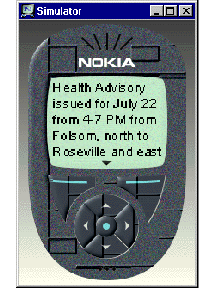 Simulator
NOKIA
Health Advisory
issued for July 22
from 4-7 PM from
Folsom, north to
Roseville and east